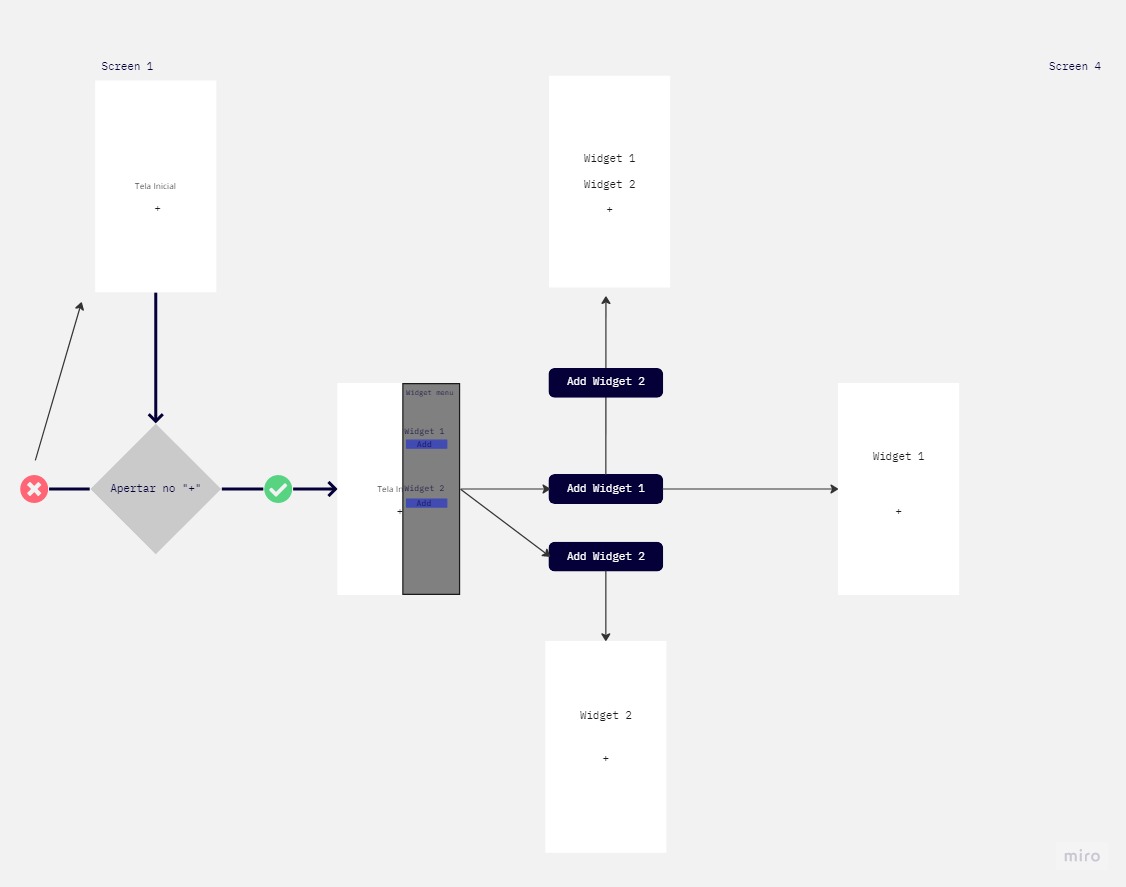 Screen 1
Screen 4
Tela Inicial
+
Widget 1
Widget 2
+
Apertar no "+"
Tela In
+
Widget menu
Widget 1
Add
Widget 2
Add
Add Widget 2
Add Widget 1
Add Widget 2
Widget 1
+
Widget 2
+
miro